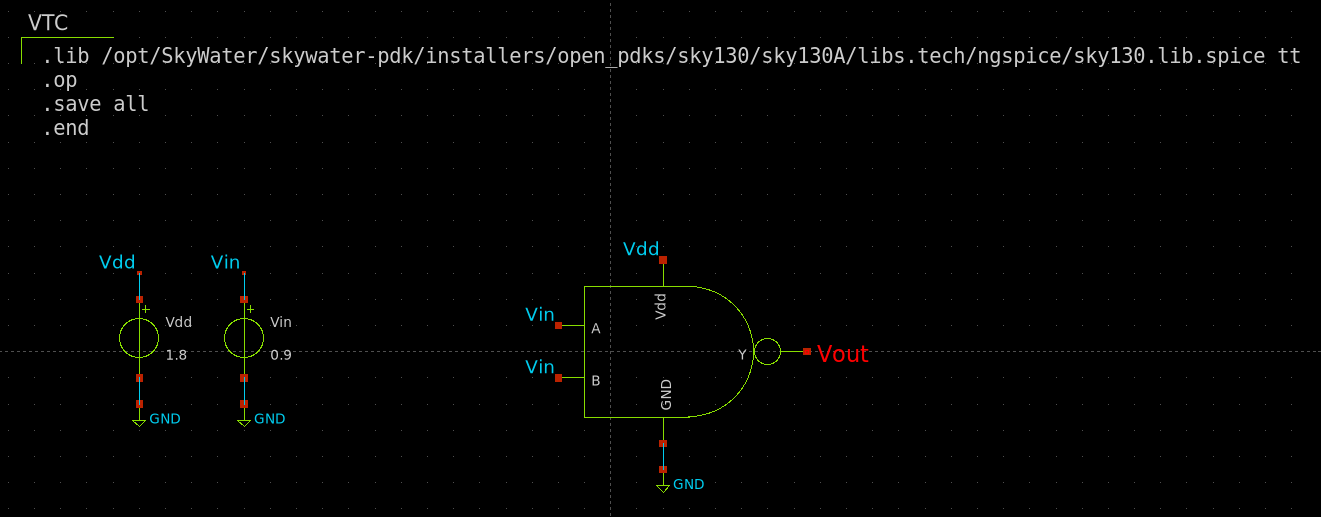 VTC
.lib /opt/SkyWater/skywater-pdk/installers/open_pdks/sky130/sky130A/libs.tech/ngspice/sky130.lib.spice tt
.op
.save all
.end
Vdd
Vin
+
+
Vdd
Vin
1.8
0.9
GND
GND
Vdd
Vdd
Vin
A
Vin
B
Y
Vout
GND
GND